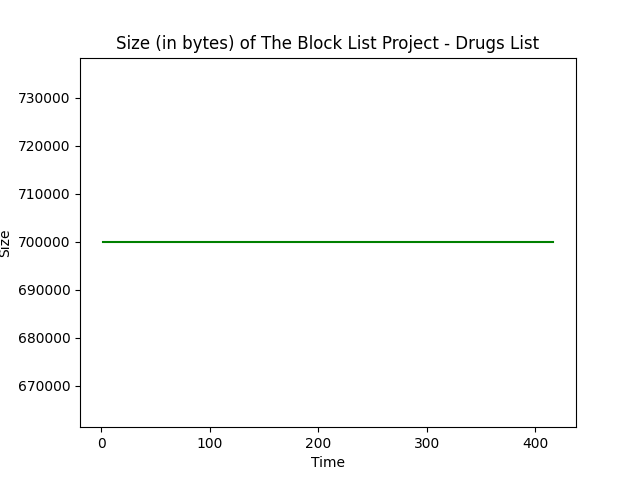 Size (in bytes) of The Block List Project - Drugs List
730000
720000
710000
700000
690000
680000
670000
Size
0 100 200 300 400
Time